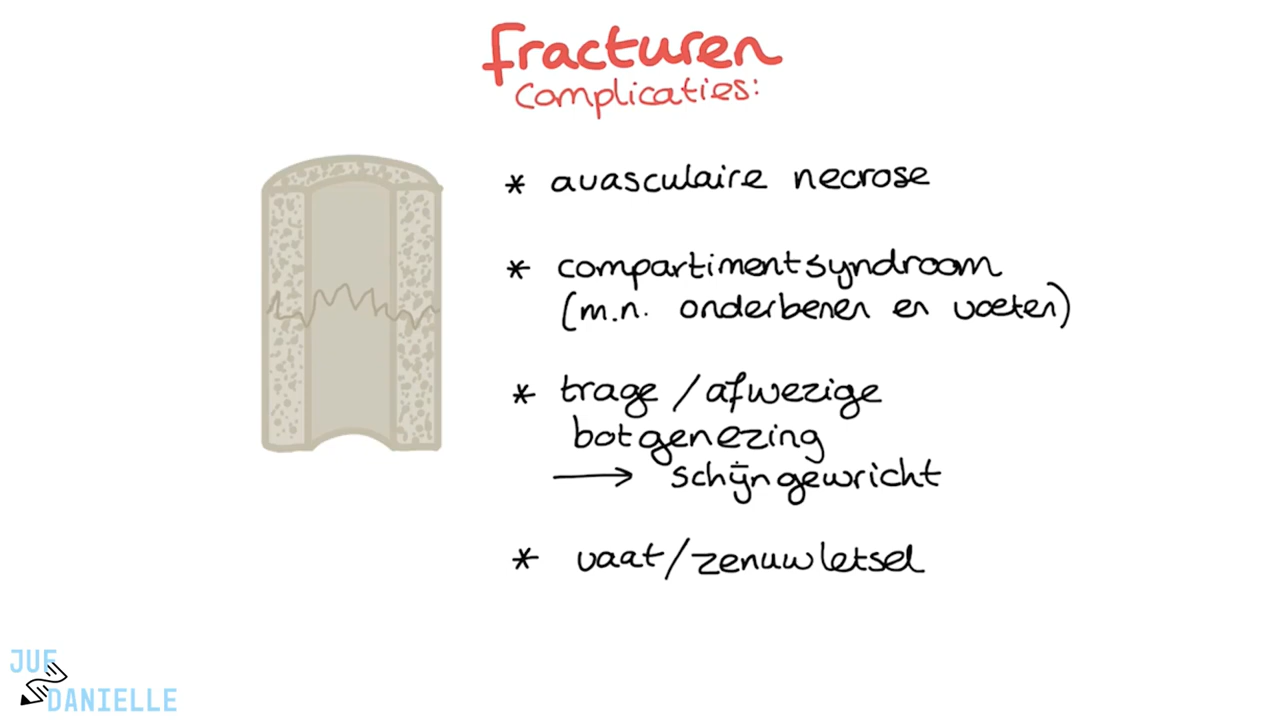 fracturen
complicaties:
* avasculaire necrose
* compartimentsyndroom
(m.n. onderbenen en voeten)
* trage / afwezige
botgenezing
→ schijngewricht
* vaat/zenuwletsel
JUF
DANIELLE